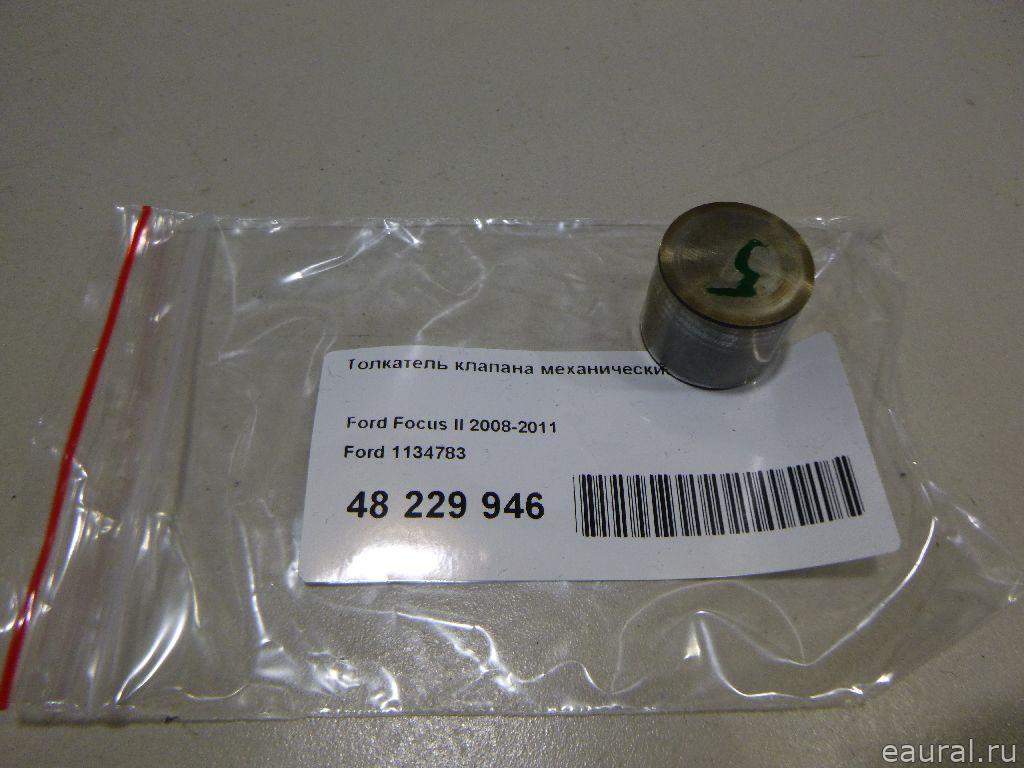 Толкатель клапана механически
Ford Focus II 2008-2011
Ford 1134783
48 229 946
eaural.ru